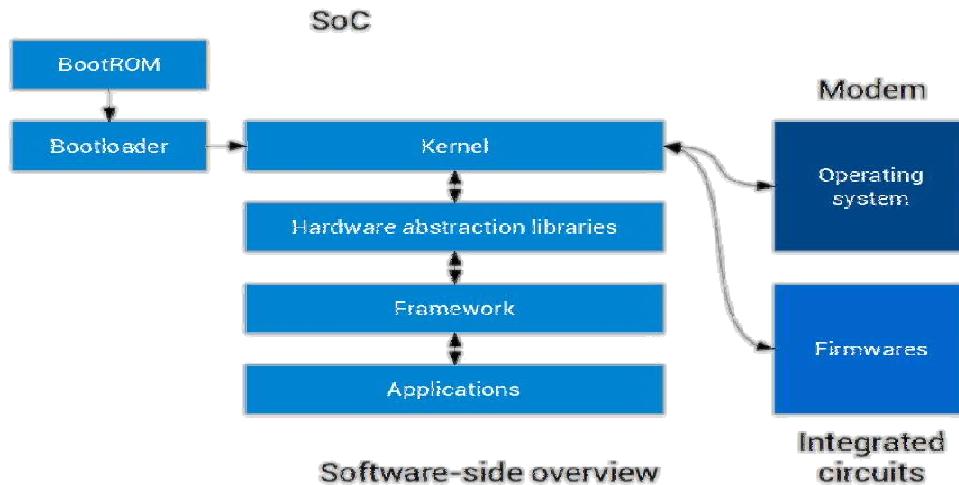 SoC
BootROM
Modem
Bootloader
Kernel
Operating
system
Hardware abstraction libraries
Framework
Firmwares
Applications
Integrated
circuits
Software-side overview